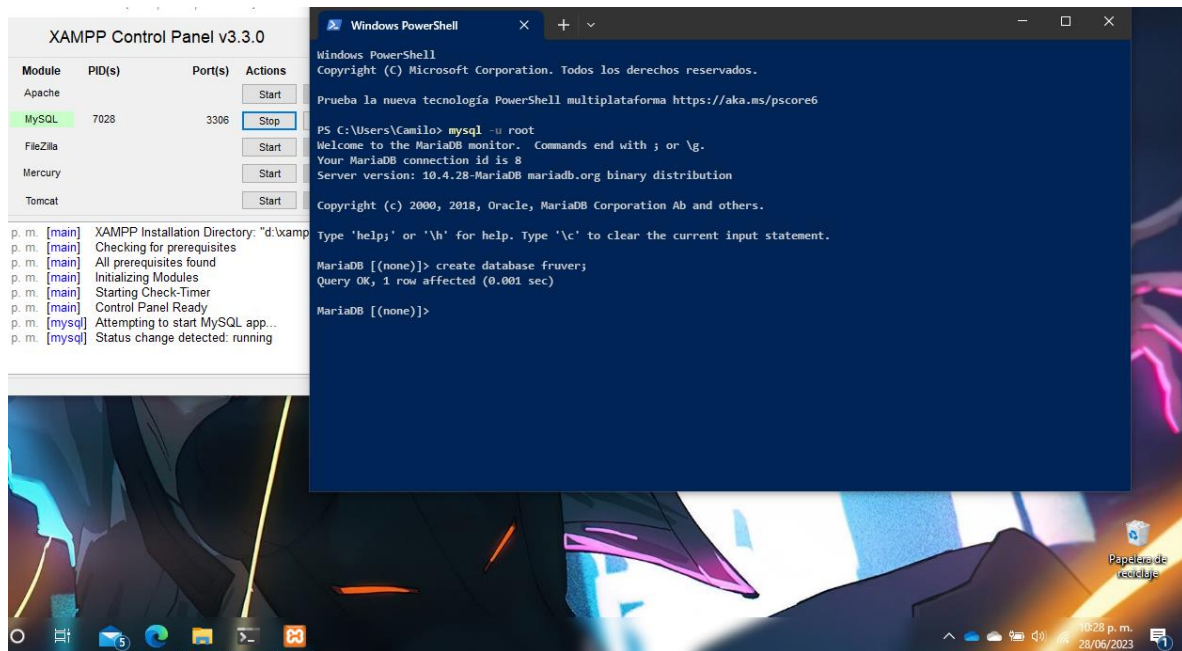 XAMPP Control Panel v3.3.0
Module PID(s) Port(s) Actions
Apache Start
MySQL 7028 3306 Stop
FileZilla Start
Mercury Start
Tomcat Start
p. m. [main] XAMPP Installation Directory: "d:\xamp
p. m. [main] Checking for prerequisites
p. m. [main] All prerequisites found
p. m. [main] Initializing Modules
p. m. [main] Starting Check-Timer
p. m. [main] Control Panel Ready
p. m. [mysql] Attempting to start MySQL app...
p. m. [mysql] Status change detected: running
Windows PowerShell
Windows PowerShell
Copyright (C) Microsoft Corporation. Todos los derechos reservados.
Prueba la nueva tecnología PowerShell multiplataforma https://aka.ms/pscore6
PS C:\Users\Camilo> mysql -u root
Welcome to the MariaDB monitor.  Commands end with ; or \g.
Your MariaDB connection id is 8
Server version: 10.4.28-MariaDB mariadb.org binary distribution
Copyright (c) 2000, 2018, Oracle, MariaDB Corporation Ab and others.
Type 'help;' or '\h' for help. Type '\c' to clear the current input statement.
MariaDB [(none)]> create database fruver;
Query OK, 1 row affected (0.001 sec)
MariaDB [(none)]>
Papelera de
reciclaje
5
10:28 p. m.
28/06/2023
1